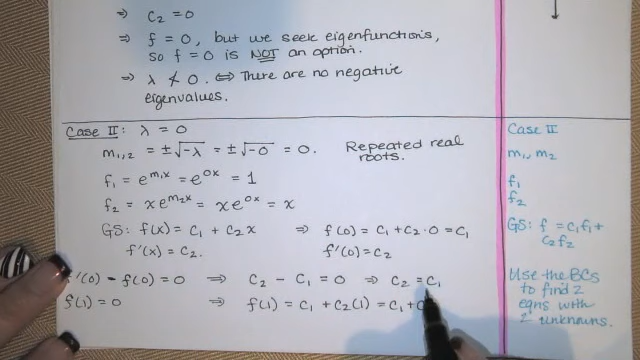 ⇒ C₂ = 0
⇒ f = 0, but we seek eigenfunctions,
so f = 0 is NOT an option.
⇒ λ ≮ 0. ⇔ There are no negative
eigenvalues.
Case II: λ = 0
m₁,₂ = ±√-λ = ±√-0 = 0. Repeated real
roots.
f₁ = e^(m₁x) = e^(0x) = 1
f₂ = x e^(m₂x) = x e^(0x) = x
GS: f(x) = C₁ + C₂x ⇒ f(0) = C₁ + C₂·0 = C₁
f'(x) = C₂. f'(0) = C₂
f'(0) - f(0) = 0 ⇒ C₂ - C₁ = 0 ⇒ C₂ = C₁
f(1) = 0 ⇒ f(1) = C₁ + C₂(1) = C₁ +
Case II
m₁, m₂
f₁
f₂
GS: f = C₁f₁ +
C₂f₂
Use the BCs
to find 2
eqns with
2 unknowns.